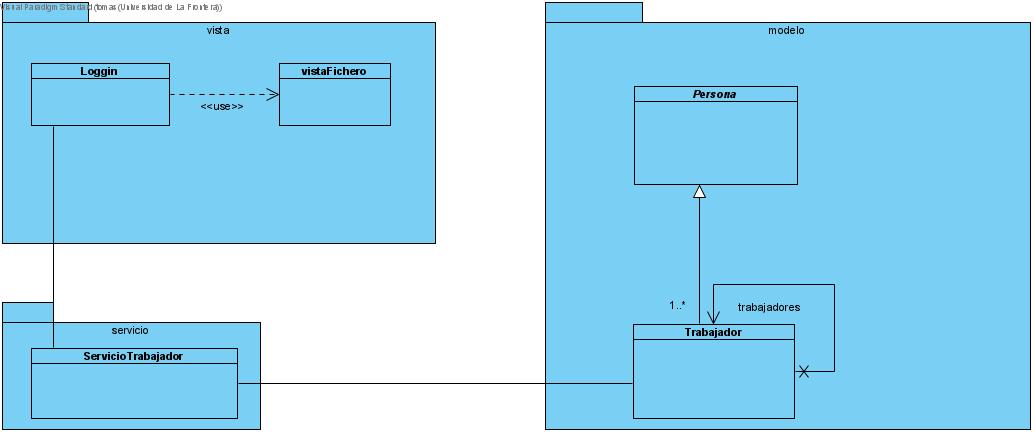 Visual Paradigm Standard(tomas(Universidad de La Frontera))
vista
modelo
Loggin
vistaFichero
<<use>>
Persona
1..*
trabajadores
Trabajador
servicio
ServicioTrabajador